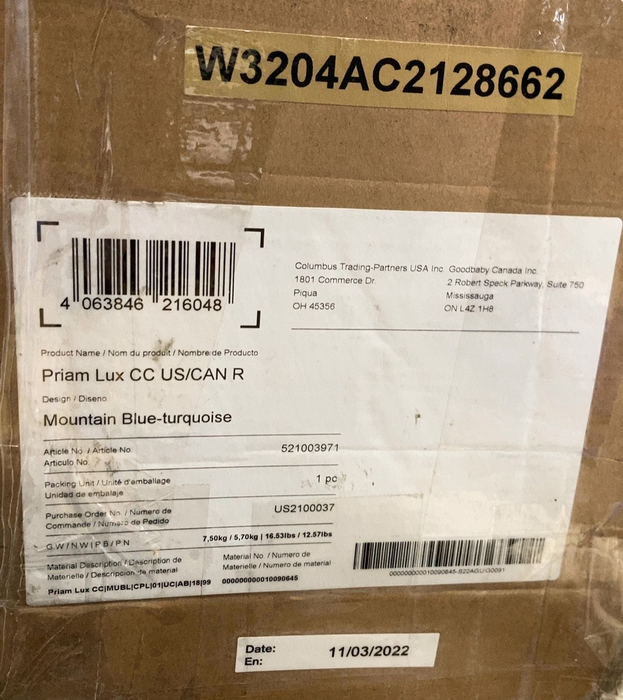 W3204AC2128662
4 063846 216048
Columbus Trading-Partners USA Inc
1801 Commerce Dr
Piqua
OH 45356
Goodbaby Canada Inc.
2 Robert Speck Parkway, Suite 750
Mississauga
ON L4Z 1H8
Product Name / Nom du produit / Nombre de Producto
Priam Lux CC US/CAN R
Design / Diseno
Mountain Blue-turquoise
Article No. / Article No
Articulo No.
521003971
Packing Unit / Unité d'emballage
Unidad de embalaje
1 pc
Purchase Order No. / Numéro de
Commande / Numero de Pedido
US2100037
G.W/N.W|PB/PN
7,50kg / 5,70kg | 16.53lbs / 12.57lbs
Material Description / Description de
Materielle / Descripcion de material
Material No. / Numero de
Materielle / Numero de material
Priam Lux CC|MUBL|CPL|01|UC|AB|18|99
000000000010090645
Date:
En:
11/03/2022